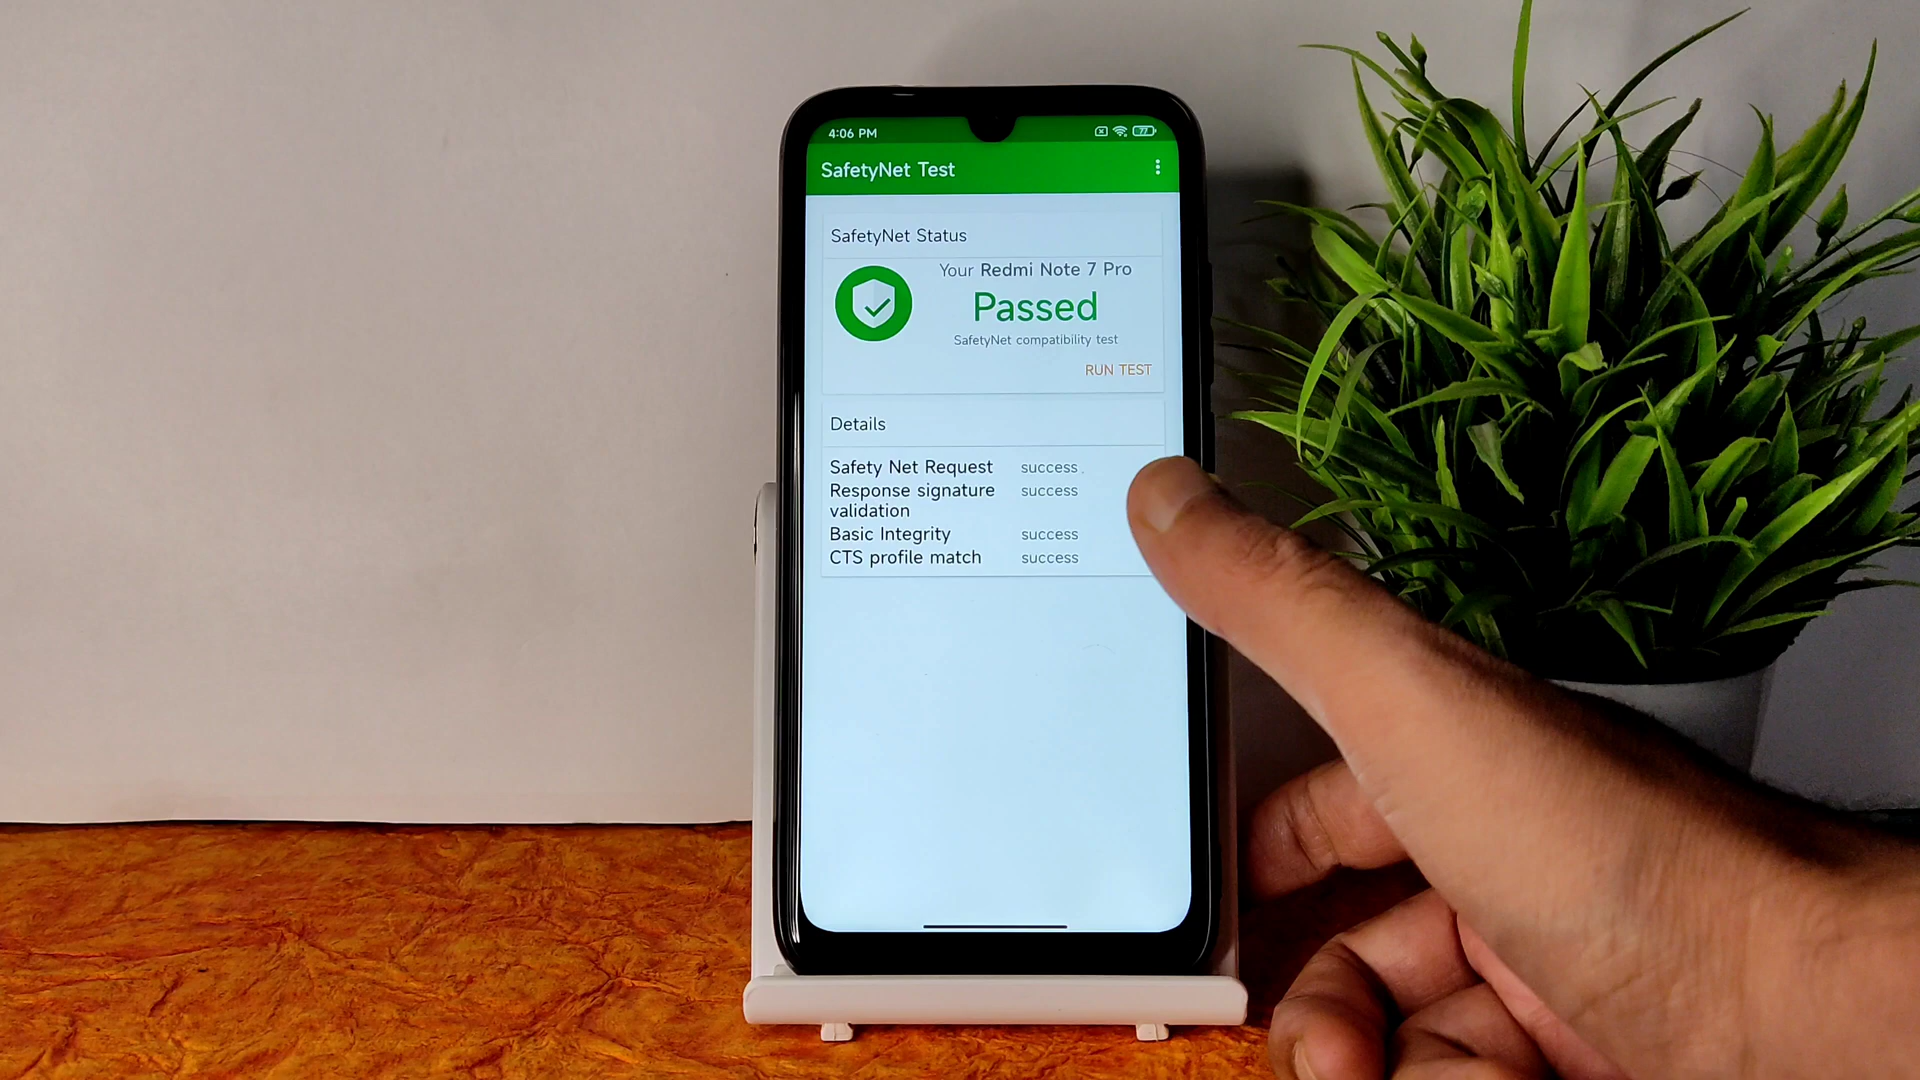 4:06 PM
77
SafetyNet Test
SafetyNet Status
Your Redmi Note 7 Pro
Passed
SafetyNet compatibility test
RUN TEST
Details
Safety Net Request success
Response signature validation success
Basic Integrity success
CTS profile match success